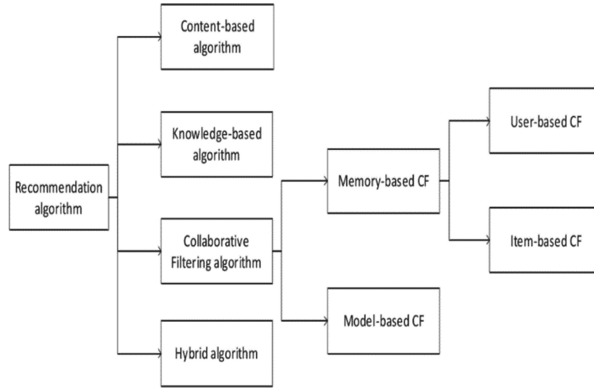 Content-based
algorithm
Knowledge-based
algorithm
Recommendation
algorithm
Collaborative
Filtering algorithm
Hybrid algorithm
Memory-based CF
Model-based CF
User-based CF
Item-based CF